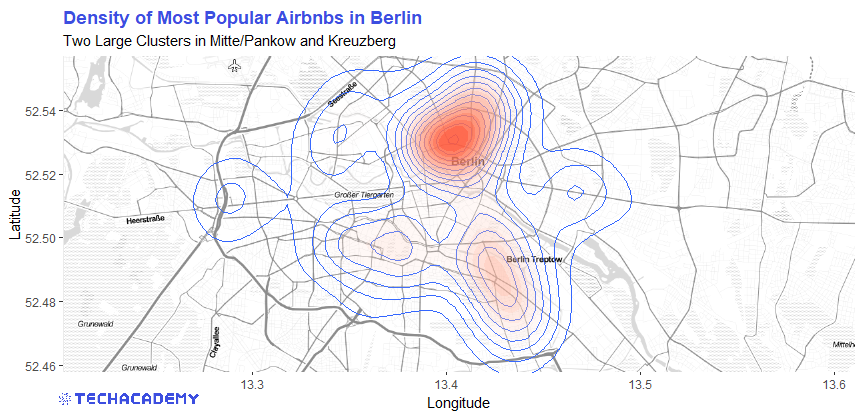 Density of Most Popular Airbnbs in Berlin
Two Large Clusters in Mitte/Pankow and Kreuzberg
Latitude
52.54
52.52
52.50
52.48
52.46
Seestraße
Berlin
Großer Tiergarten
Heerstraße
Berlin Treptow
Grunewald
Clayallee
Grunewald
Mittelhe
13.3
13.4
13.5
13.6
Longitude
TECHACADEMY